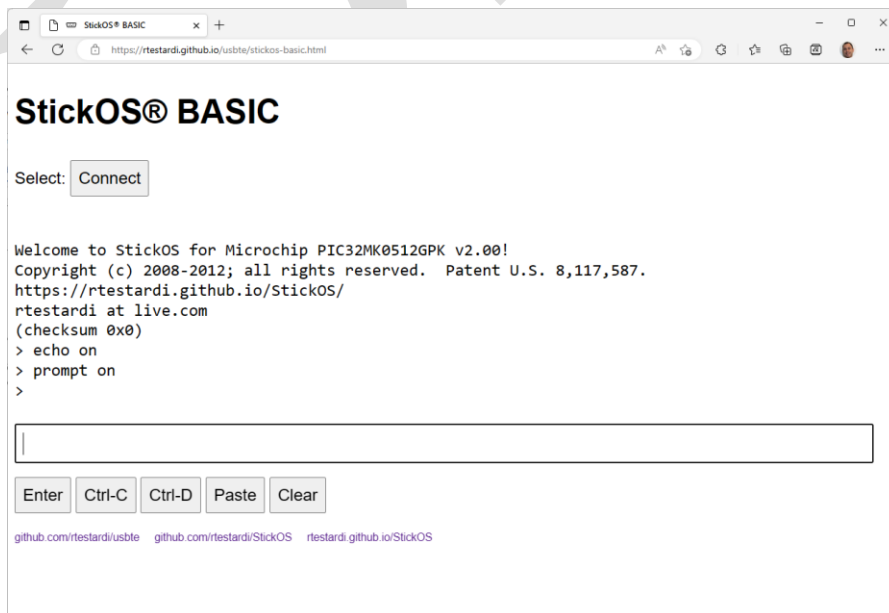 StickOS® BASIC
https://rtestardi.github.io/usbte/stickos-basic.html
StickOS® BASIC
Select: Connect
Welcome to StickOS for Microchip PIC32MK0512GPK v2.00!
Copyright (c) 2008-2012; all rights reserved.  Patent U.S. 8,117,587.
https://rtestardi.github.io/StickOS/
rtestardi at live.com
(checksum 0x0)
> echo on
> prompt on
>
Enter Ctrl-C Ctrl-D Paste Clear
github.com/rtestardi/usbte github.com/rtestardi/StickOS rtestardi.github.io/StickOS